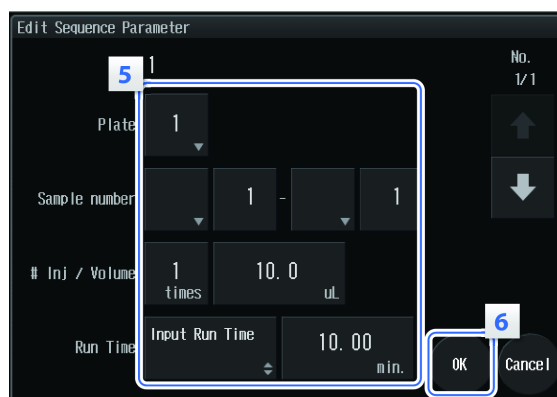 Edit Sequence Parameter
5
1
No.
1/1
Plate
1
Sample number
1 - 1
# Inj / Volume
1
times
10.0
uL
Run Time
Input Run Time
10.00
min.
6
OK
Cancel